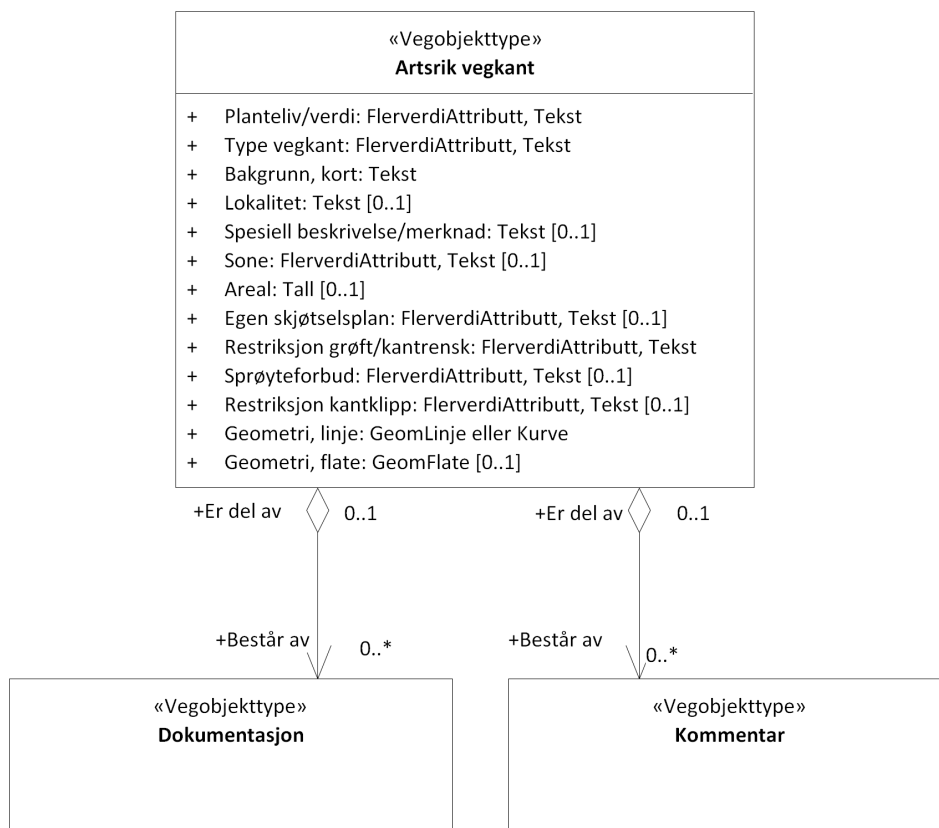 «Vegobjekttype»
Artsrik vegkant
+ Planteliv/verdi: FlerverdiAttributt, Tekst
+ Type vegkant: FlerverdiAttributt, Tekst
+ Bakgrunn, kort: Tekst
+ Lokalitet: Tekst [0..1]
+ Spesiell beskrivelse/merknad: Tekst [0..1]
+ Sone: FlerverdiAttributt, Tekst [0..1]
+ Areal: Tall [0..1]
+ Egen skjøtselsplan: FlerverdiAttributt, Tekst [0..1]
+ Restriksjon grøft/kantrensk: FlerverdiAttributt, Tekst
+ Sprøyteforbud: FlerverdiAttributt, Tekst [0..1]
+ Restriksjon kantklipp: FlerverdiAttributt, Tekst [0..1]
+ Geometri, linje: GeomLinje eller Kurve
+ Geometri, flate: GeomFlate [0..1]
+Er del av 0..1 +Er del av 0..1
+Består av 0..* +Består av 0..*
«Vegobjekttype» «Vegobjekttype»
Dokumentasjon Kommentar